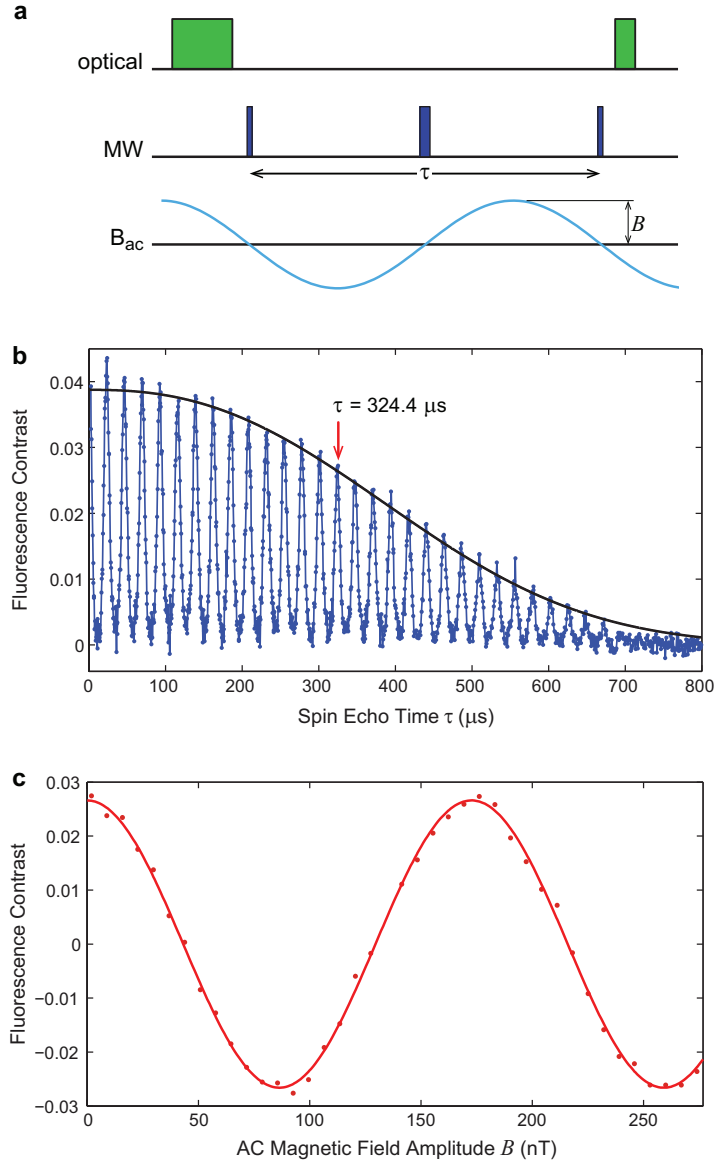 a
optical
MW
τ
B
Bac
b
0.04
0.03
0.02
0.01
0
Fluorescence Contrast
τ = 324.4 μs
0 100 200 300 400 500 600 700 800
Spin Echo Time τ (μs)
c
0.03
0.02
0.01
0
−0.01
−0.02
−0.03
Fluorescence Contrast
0 50 100 150 200 250
AC Magnetic Field Amplitude B (nT)